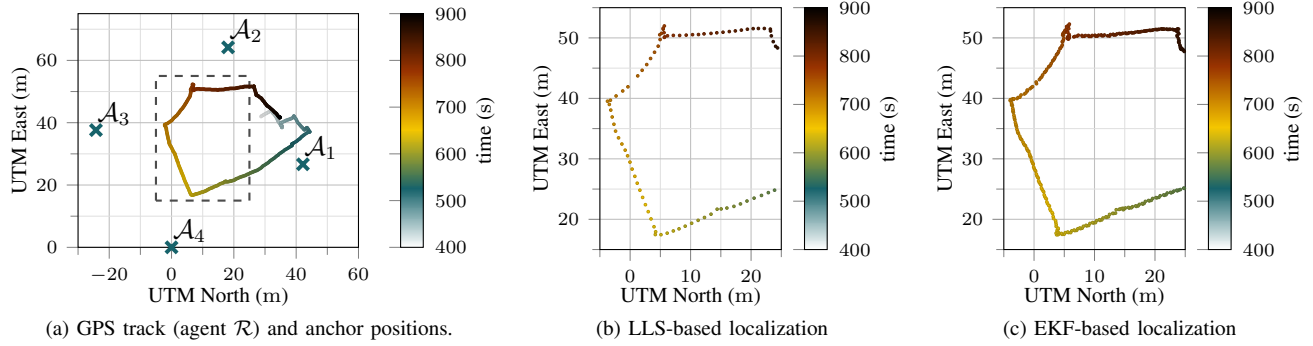 0
20
40
60
−20
0
20
40
60
UTM North (m)
UTM East (m)
A₁
A₂
A₃
A₄
400
500
600
700
800
900
time (s)
(a) GPS track (agent R) and anchor positions.
20
30
40
50
0
10
20
UTM North (m)
UTM East (m)
400
500
600
700
800
900
time (s)
(b) LLS-based localization
20
30
40
50
0
10
20
UTM North (m)
UTM East (m)
400
500
600
700
800
900
time (s)
(c) EKF-based localization